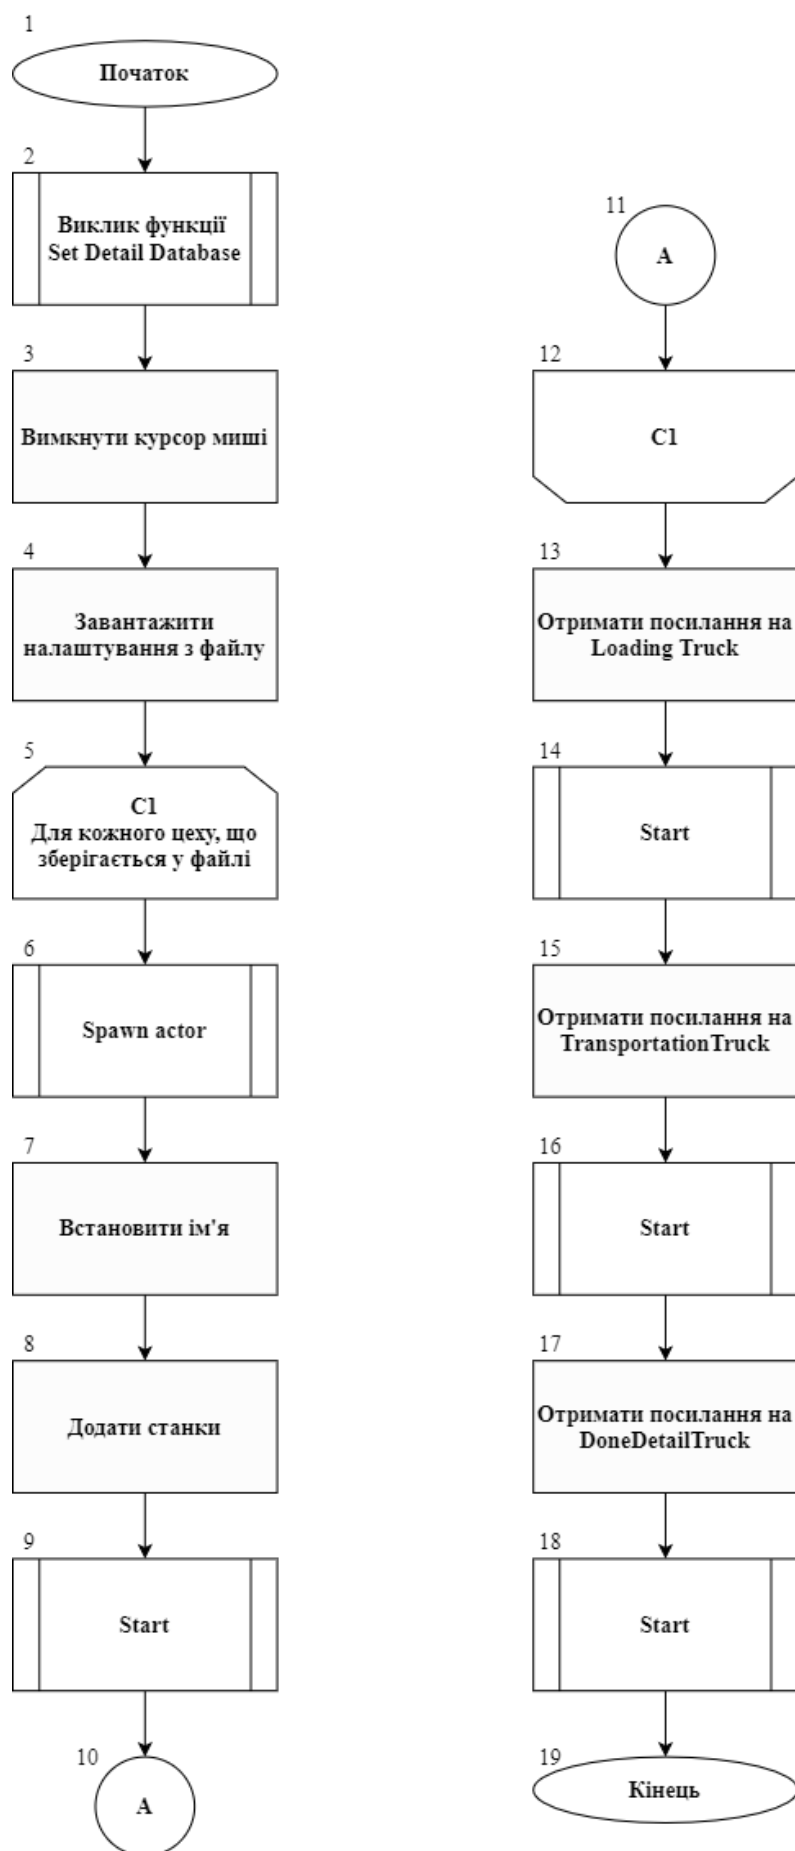 1
Початок
2
Виклик функції
Set Detail Database
3
Вимкнути курсор миші
4
Завантажити
налаштування з файлу
5
C1
Для кожного цеху, що
зберігається у файлі
6
Spawn actor
7
Встановити ім'я
8
Додати станки
9
Start
10
A
11
A
12
C1
13
Отримати посилання на
Loading Truck
14
Start
15
Отримати посилання на
TransportationTruck
16
Start
17
Отримати посилання на
DoneDetailTruck
18
Start
19
Кінець